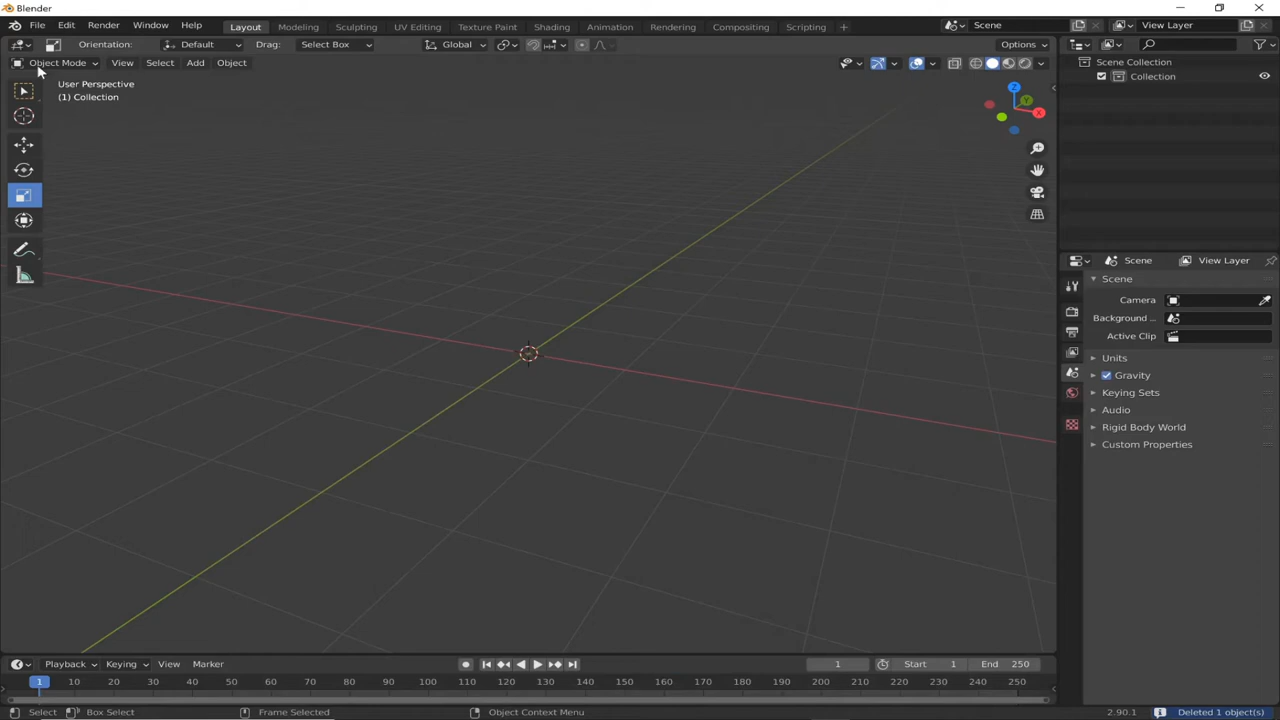 Blender
File Edit Render Window Help Layout Modeling Sculpting UV Editing Texture Paint Shading Animation Rendering Compositing Scripting + Scene View Layer
Orientation: Default Drag: Select Box Global Options
Object Mode View Select Add Object
Scene Collection
Collection
User Perspective
(1) Collection
Z
Y
X
Scene View Layer
Scene
Camera
Background ...
Active Clip
Units
Gravity
Keying Sets
Audio
Rigid Body World
Custom Properties
Playback Keying View Marker 1 Start 1 End 250
1 10 20 30 40 50 60 70 80 90 100 110 120 130 140 150 160 170 180 190 200 210 220 230 240 250
Select Box Select Frame Selected Object Context Menu 2.90.1 Deleted 1 object(s)